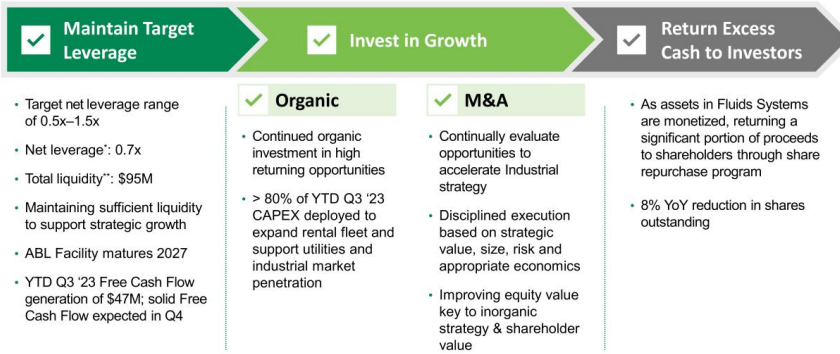 Maintain Target
Leverage
Invest in Growth
Return Excess
Cash to Investors
• Target net leverage range
of 0.5x–1.5x
• Net leverage*: 0.7x
• Total liquidity**: $95M
• Maintaining sufficient liquidity
to support strategic growth
• ABL Facility matures 2027
• YTD Q3 ‘23 Free Cash Flow
generation of $47M; solid Free
Cash Flow expected in Q4
Organic
• Continued organic
investment in high
returning opportunities
• > 80% of YTD Q3 ‘23
CAPEX deployed to
expand rental fleet and
support utilities and
industrial market
penetration
M&A
• Continually evaluate
opportunities to
accelerate Industrial
strategy
• Disciplined execution
based on strategic
value, size, risk and
appropriate economics
• Improving equity value
key to inorganic
strategy & shareholder
value
• As assets in Fluids Systems
are monetized, returning a
significant portion of proceeds
to shareholders through share
repurchase program
• 8% YoY reduction in shares
outstanding